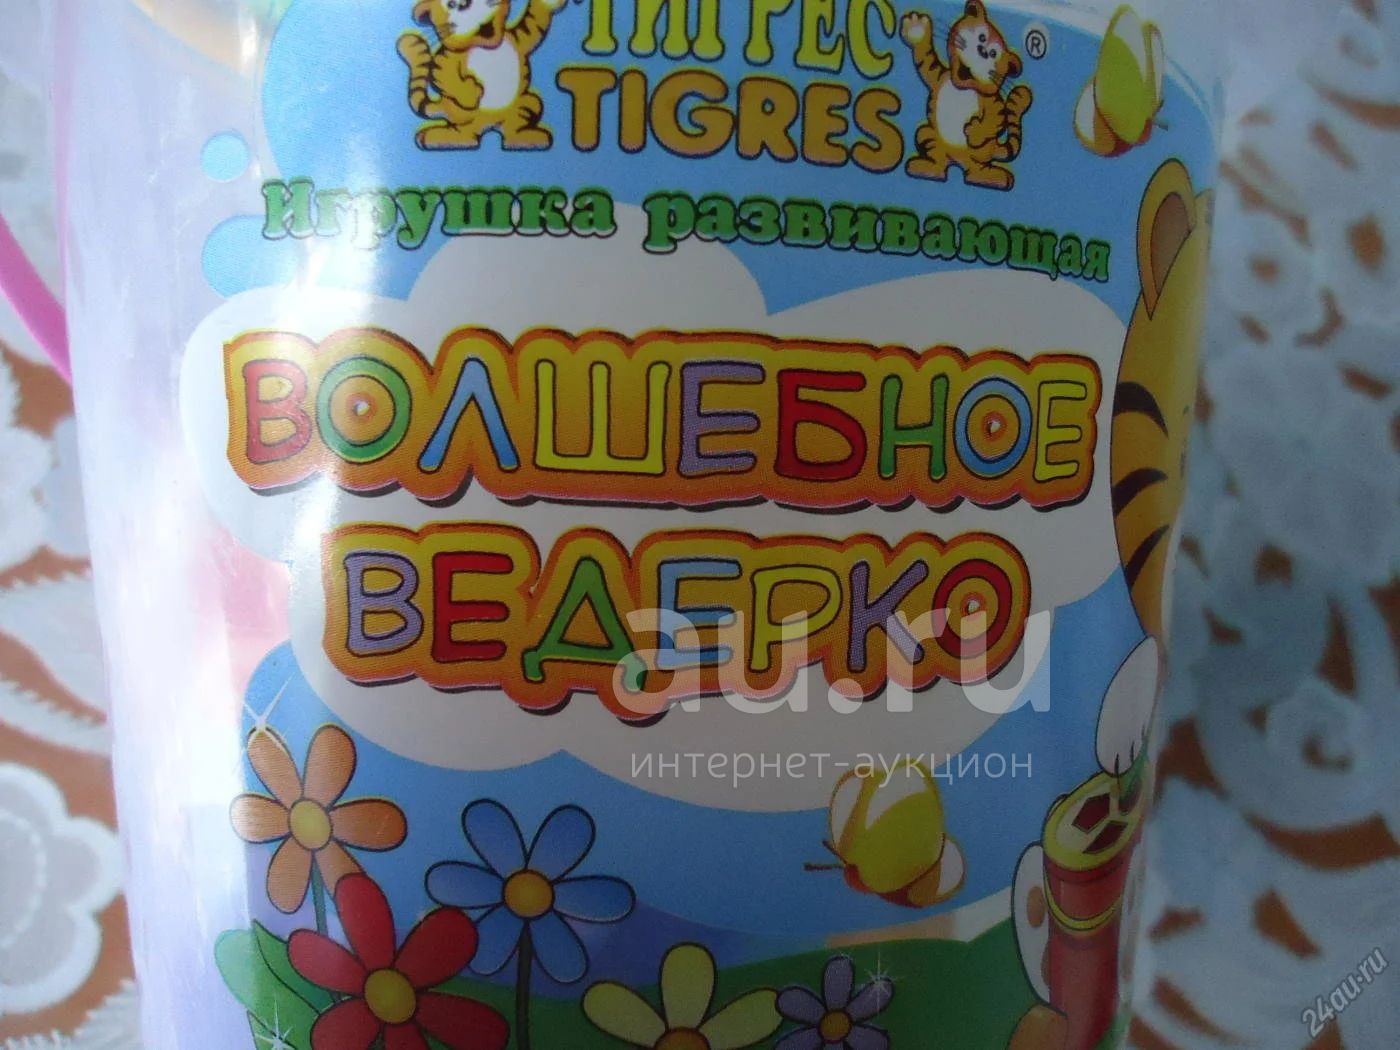 ТИГРЕС
TIGRES ®
Игрушка развивающая
ВОЛШЕБНОЕ
ВЕДЕРКО
au.ru
интернет-аукцион
24au.ru